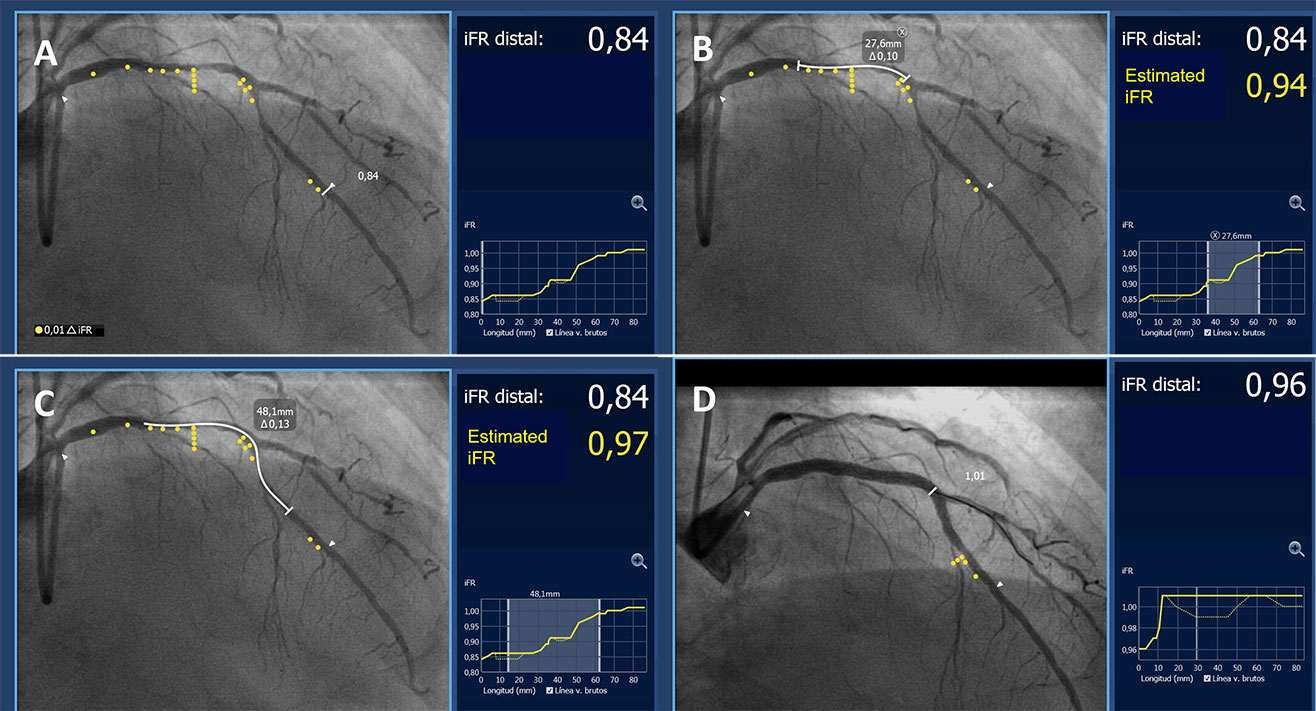 A
iFR distal: 0,84
0,84
0,01 △ iFR
iFR
1,00
0,95
0,90
0,85
0,80
0 10 20 30 40 50 60 70 80
Longitud (mm) Línea v. brutos
B
27,6mm
Δ 0,10
iFR distal: 0,84
Estimated
iFR 0,94
iFR
27,6mm
1,00
0,95
0,90
0,85
0,80
0 10 20 30 40 50 60 70 80
Longitud (mm) Línea v. brutos
C
48,1mm
Δ 0,13
iFR distal: 0,84
Estimated
iFR 0,97
iFR
48,1mm
1,00
0,95
0,90
0,85
0,80
0 10 20 30 40 50 60 70 80
Longitud (mm) Línea v. brutos
D
1,01
iFR distal: 0,96
iFR
1,00
0,98
0,96
0 10 20 30 40 50 60 70 80
Longitud (mm) Línea v. brutos